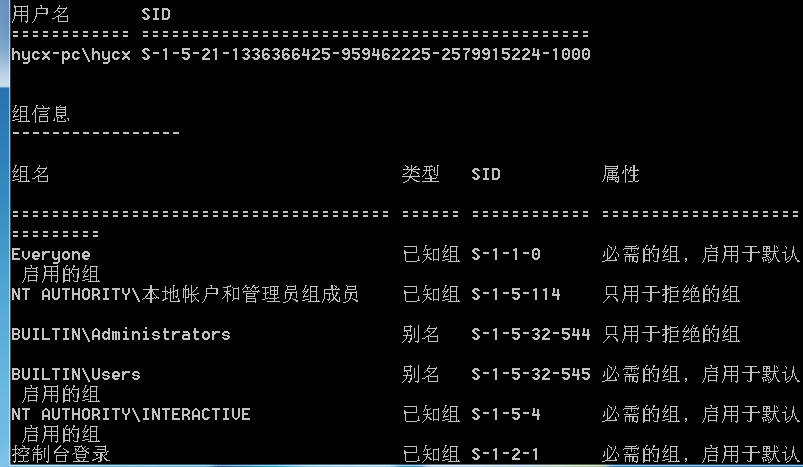 用户名 SID
============ ==============================================
hycx-pc\hycx S-1-5-21-1336366425-959462225-2579915224-1000
组信息
-----------------
组名 类型 SID 属性
====================================== ====== ============ ====================
=========
Everyone 已知组 S-1-1-0 必需的组, 启用于默认
启用的组
NT AUTHORITY\本地帐户和管理员组成员 已知组 S-1-5-114 只用于拒绝的组
BUILTIN\Administrators 别名 S-1-5-32-544 只用于拒绝的组
BUILTIN\Users 别名 S-1-5-32-545 必需的组, 启用于默认
启用的组
NT AUTHORITY\INTERACTIVE 已知组 S-1-5-4 必需的组, 启用于默认
启用的组
控制台登录 已知组 S-1-2-1 必需的组, 启用于默认